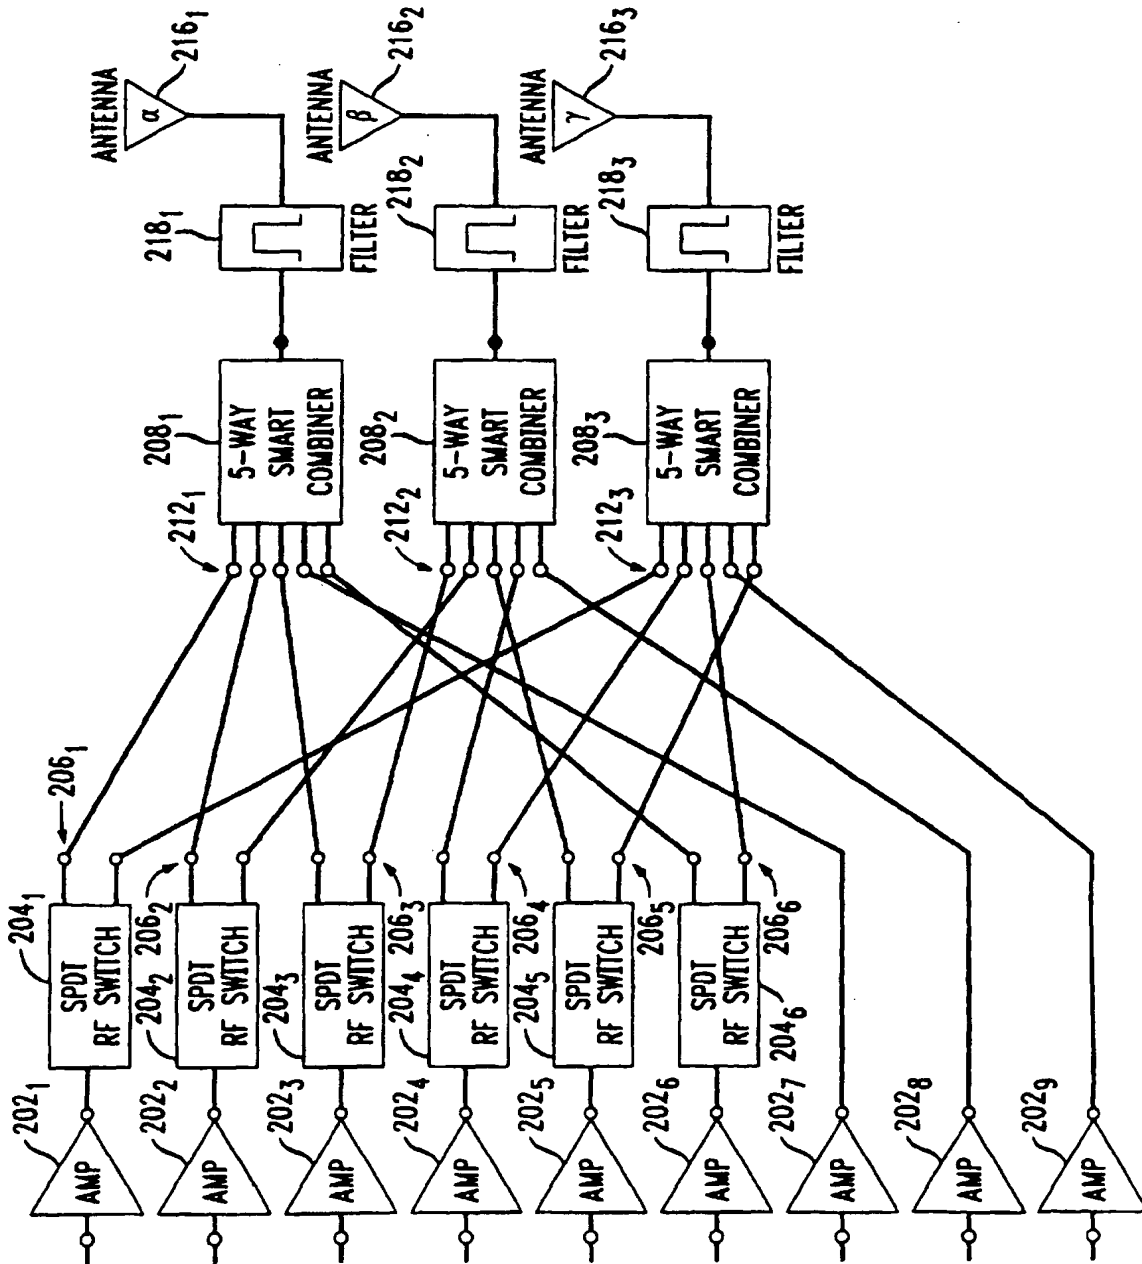 ANTENNA
α
216₁
ANTENNA
β
216₂
ANTENNA
γ
216₃
218₁
FILTER
218₂
FILTER
218₃
FILTER
208₁
5-WAY
SMART
COMBINER
208₂
5-WAY
SMART
COMBINER
208₃
5-WAY
SMART
COMBINER
212₁
212₂
212₃
206₁
206₂
206₃
206₄
206₅
206₆
204₁
SPDT
RF SWITCH
204₂
SPDT
RF SWITCH
204₃
SPDT
RF SWITCH
204₄
SPDT
RF SWITCH
204₅
SPDT
RF SWITCH
204₆
SPDT
RF SWITCH
202₁
AMP
202₂
AMP
202₃
AMP
202₄
AMP
202₅
AMP
202₆
AMP
202₇
AMP
202₈
AMP
202₉
AMP